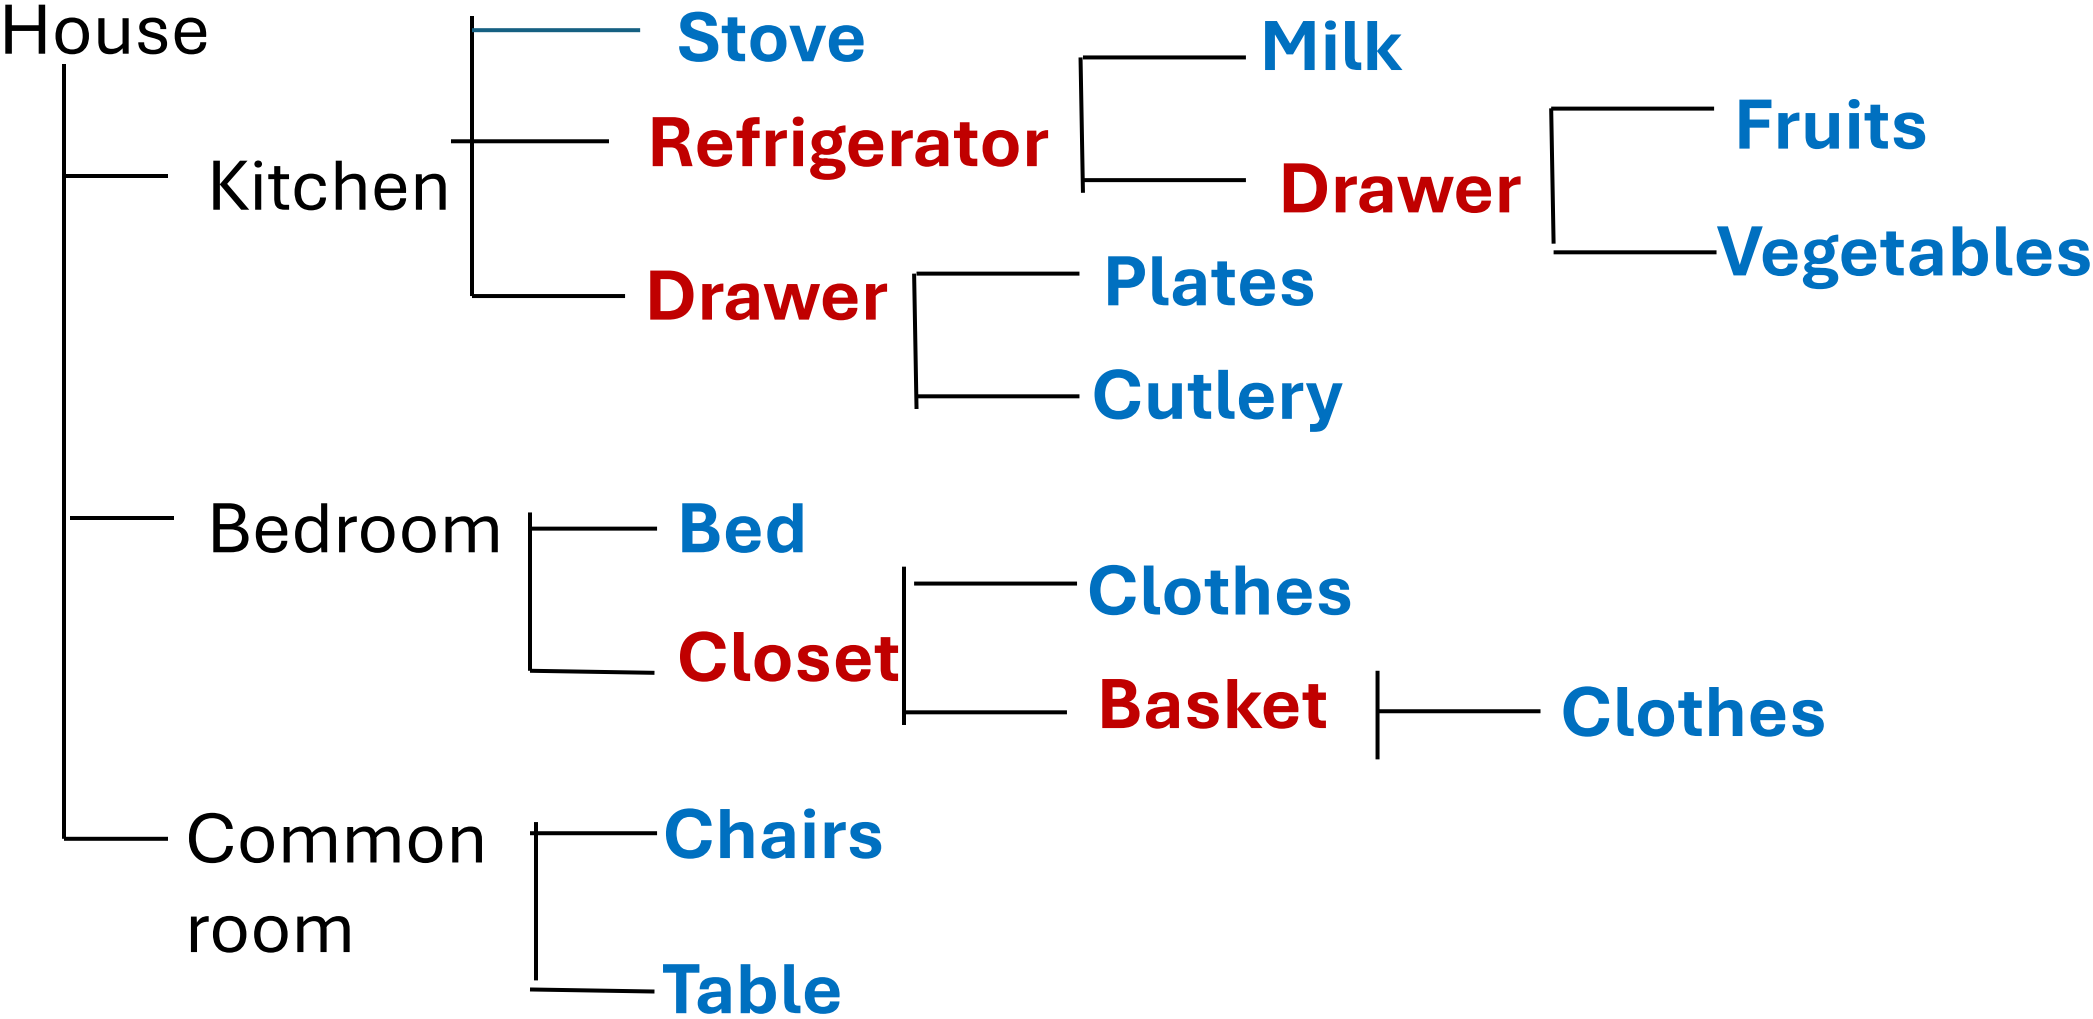 House
Kitchen
Stove
Refrigerator
Milk
Drawer
Fruits
Vegetables
Drawer
Plates
Cutlery
Bedroom
Bed
Closet
Clothes
Basket
Clothes
Common
room
Chairs
Table